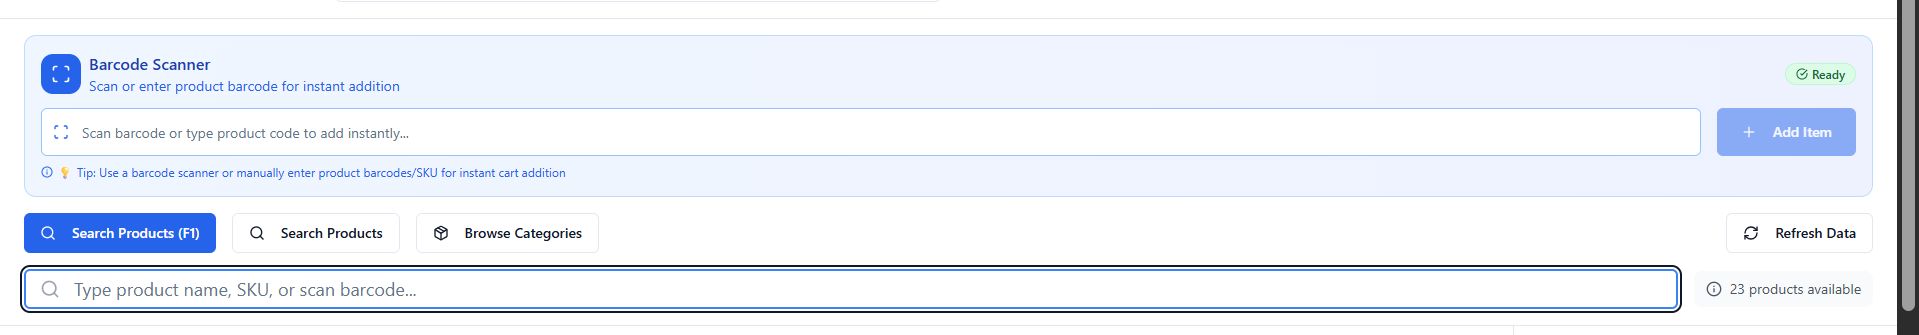 Barcode Scanner
Scan or enter product barcode for instant addition
Ready
Scan barcode or type product code to add instantly...
Add Item
Tip: Use a barcode scanner or manually enter product barcodes/SKU for instant cart addition
Search Products (F1)
Search Products
Browse Categories
Refresh Data
Type product name, SKU, or scan barcode...
23 products available